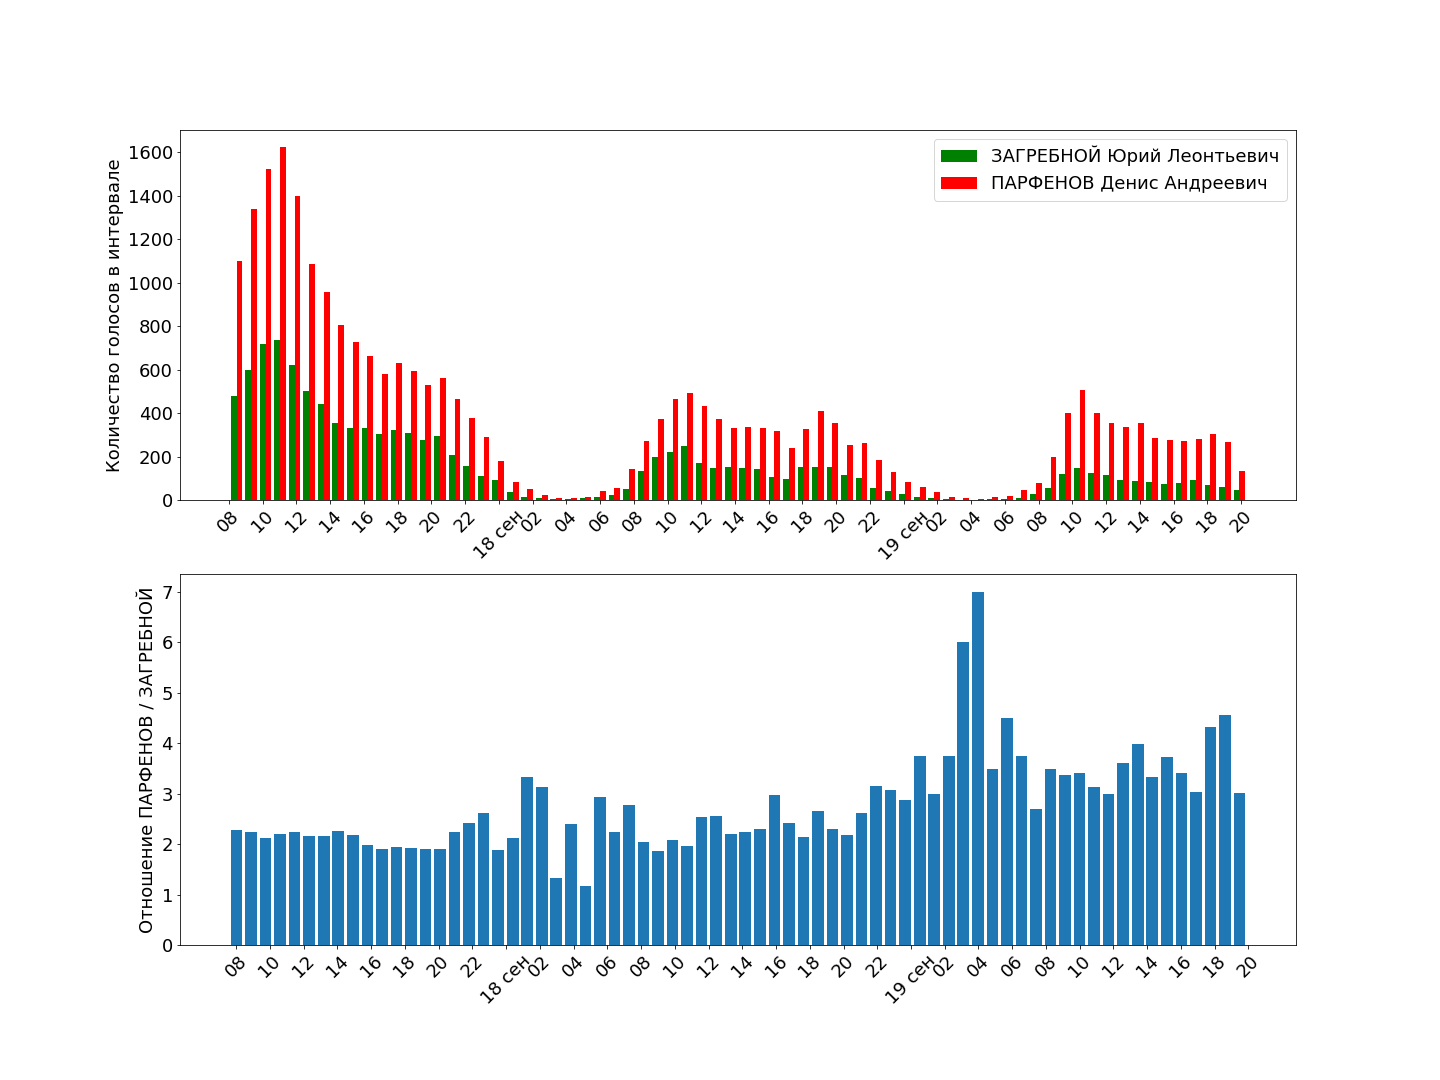 Количество голосов в интервале
1600
1400
1200
1000
800
600
400
200
0
ЗАГРЕБНОЙ Юрий Леонтьевич
ПАРФЕНОВ Денис Андреевич
08 10 12 14 16 18 20 22 18 сен 02 04 06 08 10 12 14 16 18 20 22 19 сен 02 04 06 08 10 12 14 16 18 20
Отношение ПАРФЕНОВ / ЗАГРЕБНОЙ
7
6
5
4
3
2
1
0
08 10 12 14 16 18 20 22 18 сен 02 04 06 08 10 12 14 16 18 20 22 19 сен 02 04 06 08 10 12 14 16 18 20